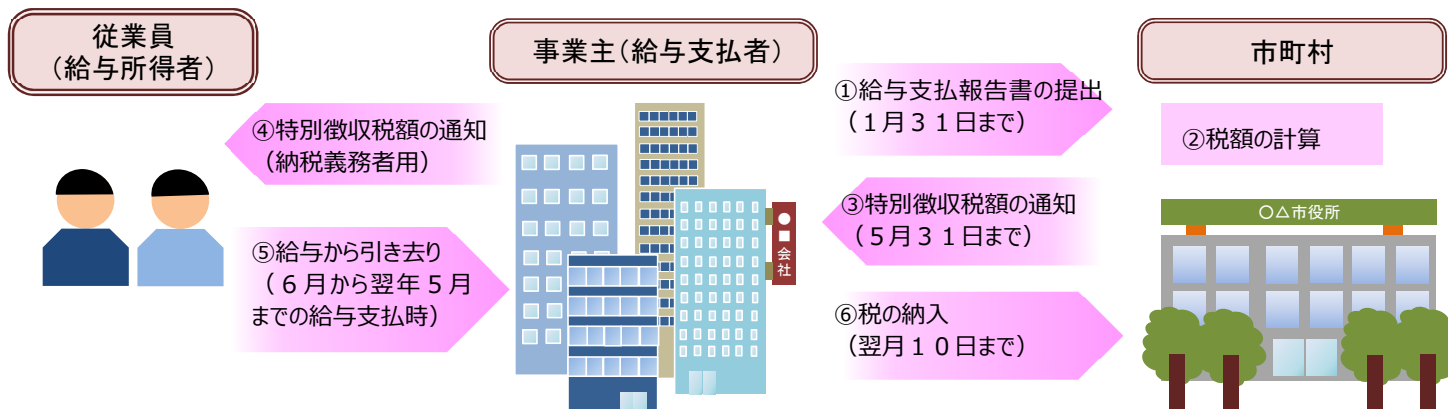 従業員
（給与所得者）
事業主（給与支払者）
市町村
①給与支払報告書の提出
（１月３１日まで）
②税額の計算
③特別徴収税額の通知
（５月３１日まで）
④特別徴収税額の通知
（納税義務者用）
⑤給与から引き去り
（６月から翌年５月
までの給与支払時）
⑥税の納入
（翌月１０日まで）
●■会社
○△市役所